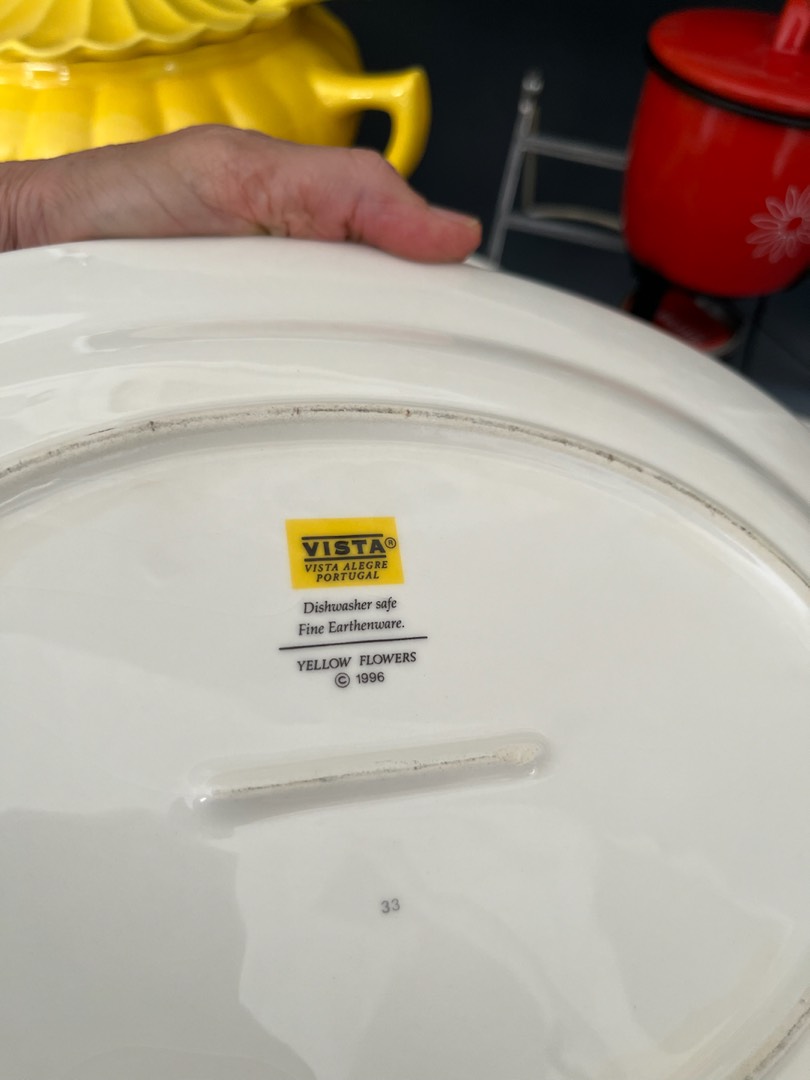 VISTA®
VISTA ALEGRE
PORTUGAL
Dishwasher safe
Fine Earthenware.
YELLOW FLOWERS
© 1996
33